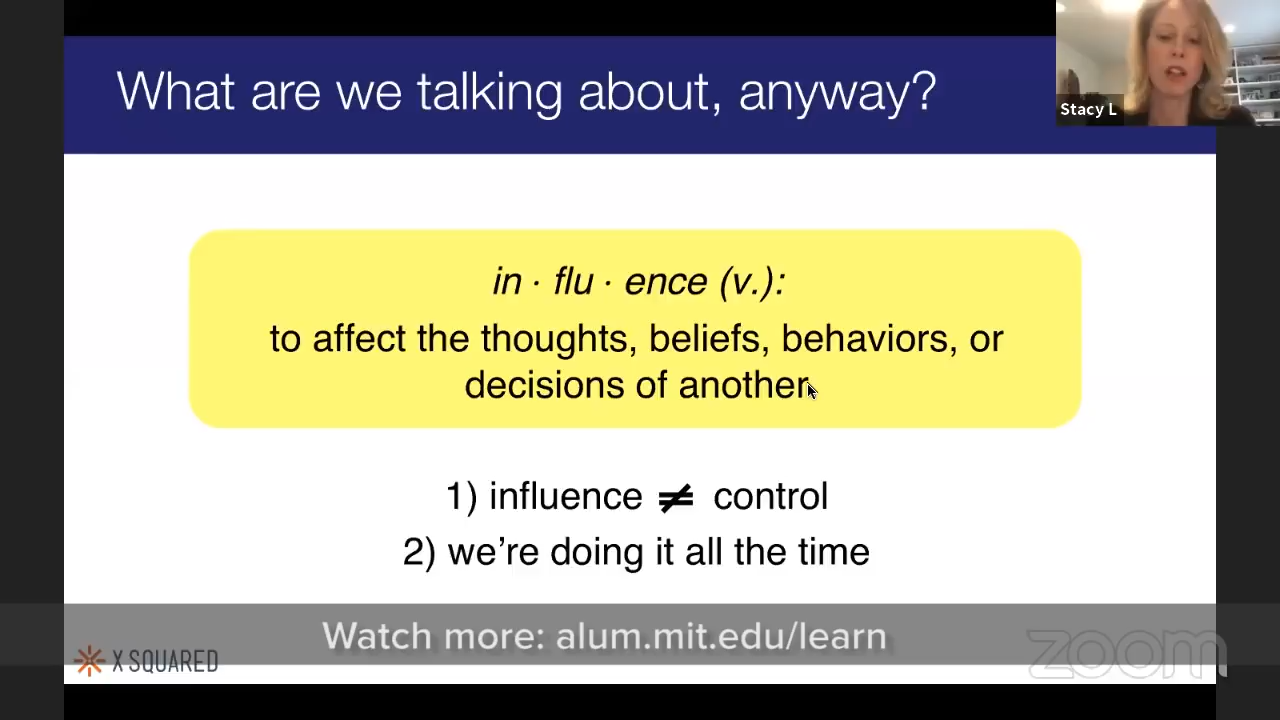 What are we talking about, anyway?
Stacy L
in · flu · ence (v.):
to affect the thoughts, beliefs, behaviors, or
decisions of another
1) influence ≠ control
2) we're doing it all the time
Watch more: alum.mit.edu/learn
X SQUARED
zoom